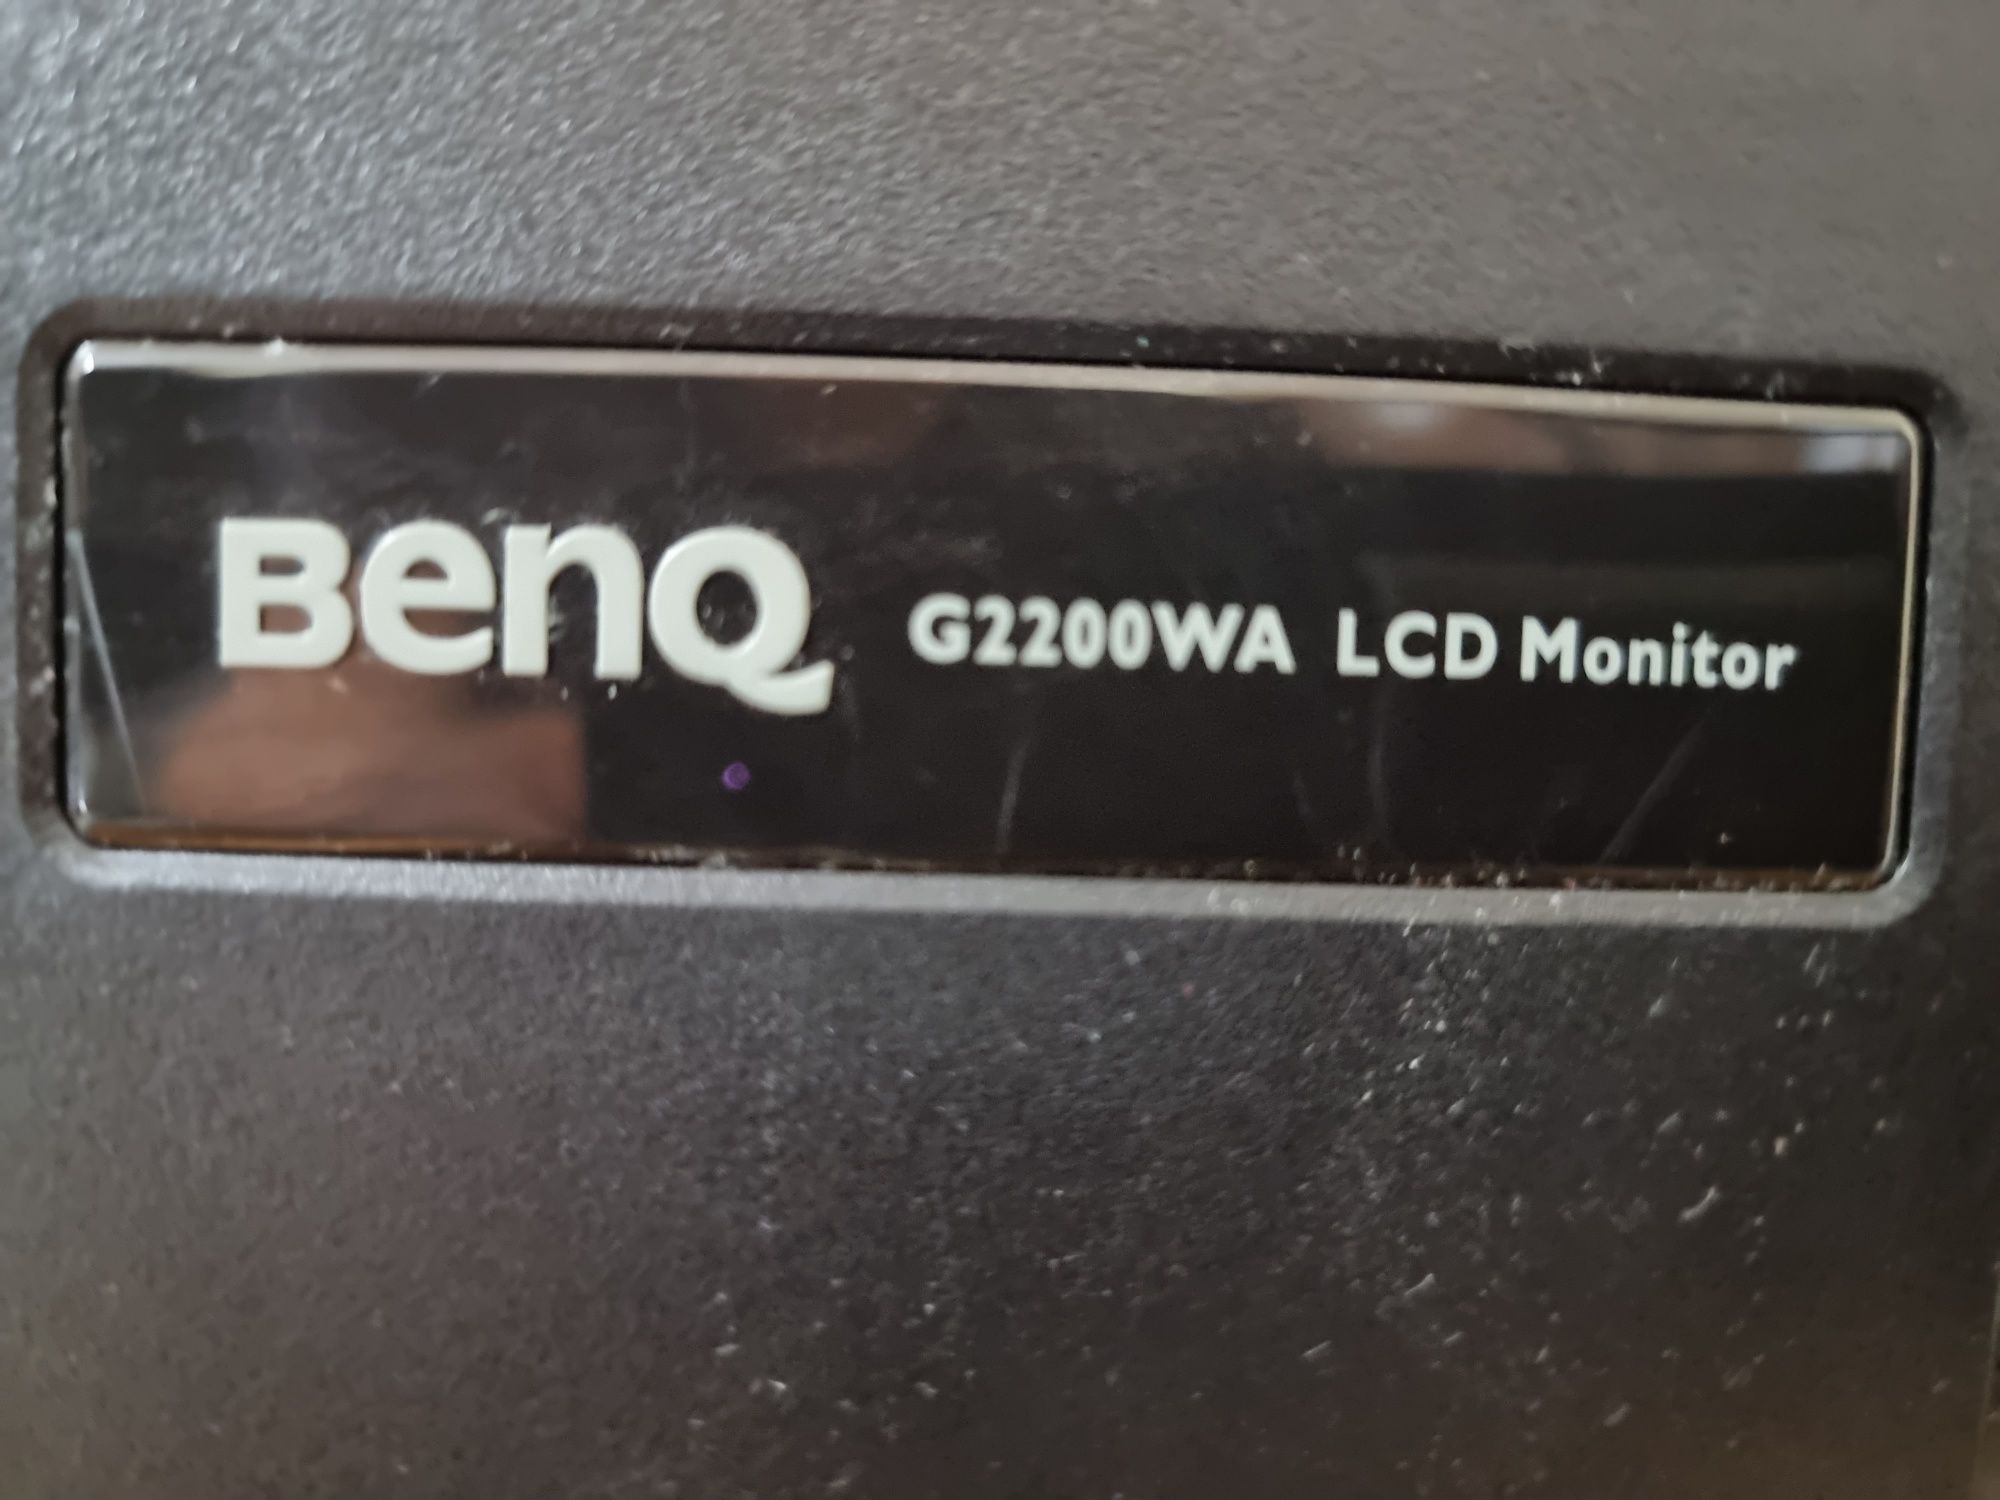 BenQ G2200WA LCD Monitor